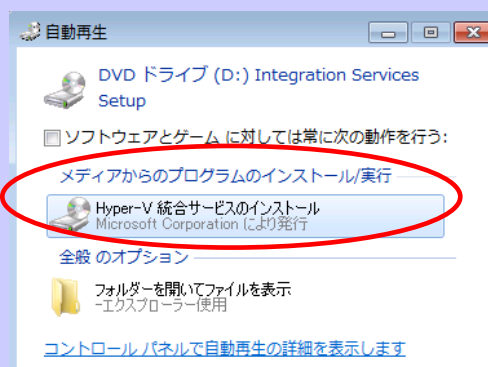 自動再生
DVD ドライブ (D:) Integration Services
Setup
ソフトウェアとゲーム に対しては常に次の動作を行う:
メディアからのプログラムのインストール/実行
Hyper-V 統合サービスのインストール
Microsoft Corporation により発行
全般 のオプション
フォルダーを開いてファイルを表示
-エクスプローラー使用
コントロール パネルで自動再生の詳細を表示します